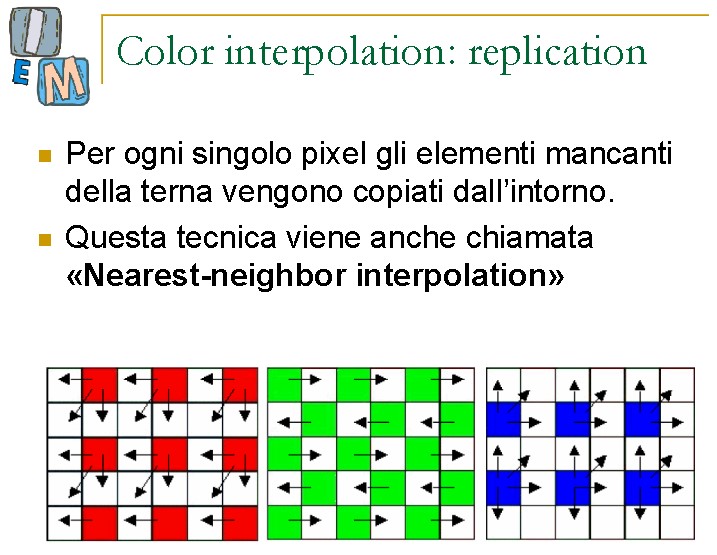 I
E M
Color interpolation: replication
Per ogni singolo pixel gli elementi mancanti
della terna vengono copiati dall’intorno.
Questa tecnica viene anche chiamata
«Nearest-neighbor interpolation»